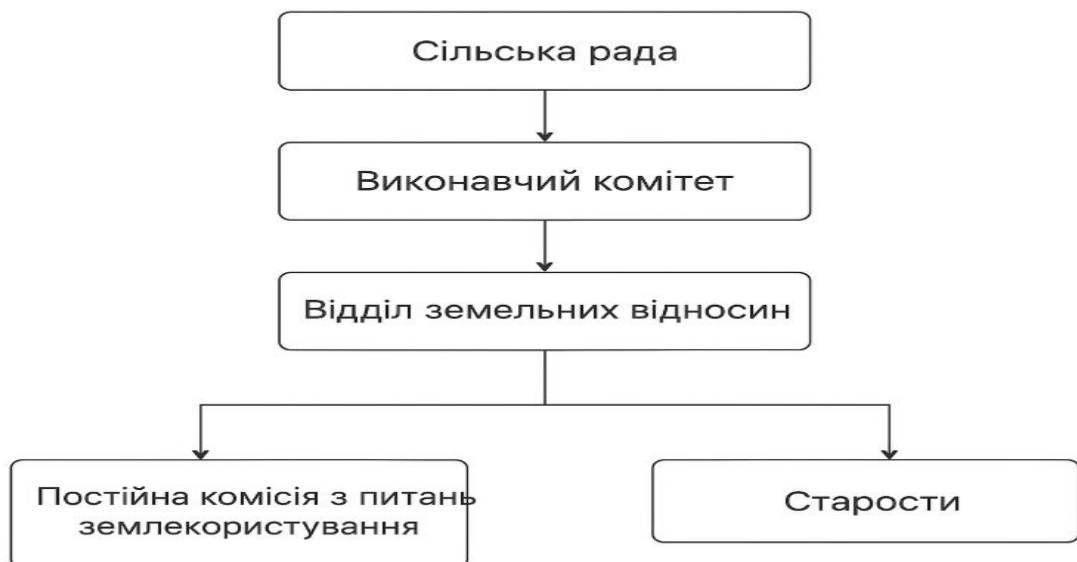 Сільська рада
Виконавчий комітет
Відділ земельних відносин
Постійна комісія з питань
землекористування
Старости